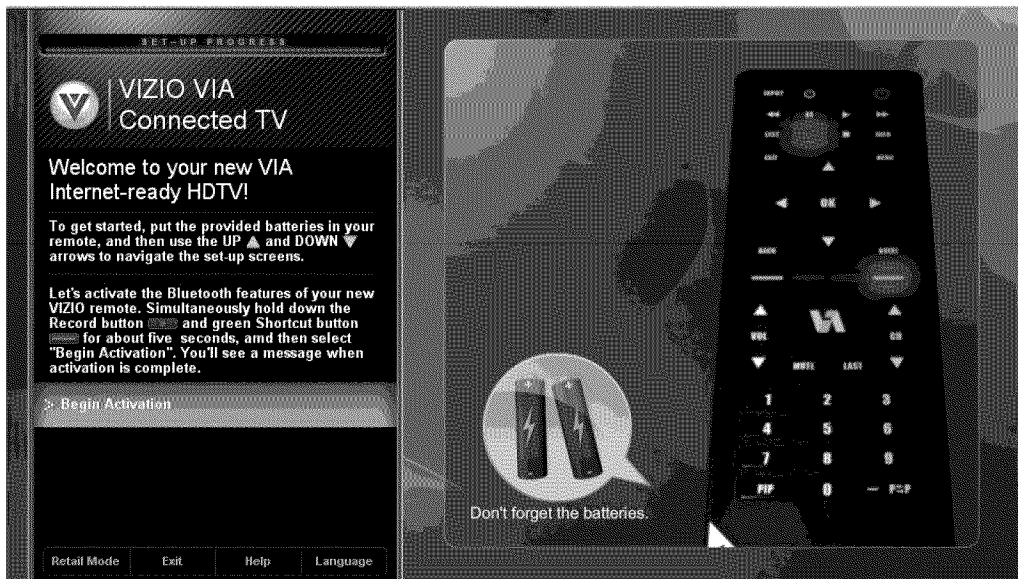 SET-UP PROGRESS
VIZIO VIA
Connected TV
Welcome to your new VIA
Internet-ready HDTV!
To get started, put the provided batteries in your
remote, and then use the UP ▲ and DOWN ▼
arrows to navigate the set-up screens.
Let's activate the Bluetooth features of your new
VIZIO remote. Simultaneously hold down the
Record button and green Shortcut button
for about five seconds, amd then select
"Begin Activation". You'll see a message when
activation is complete.
> Begin Activation
Retail Mode Exit Help Language
INPUT
EXIT MENU
OK
BACK GUIDE
VOL CH
MUTE LAST
1 2 3
4 5 6
7 8 9
PIP 0 — P*P
Don't forget the batteries.